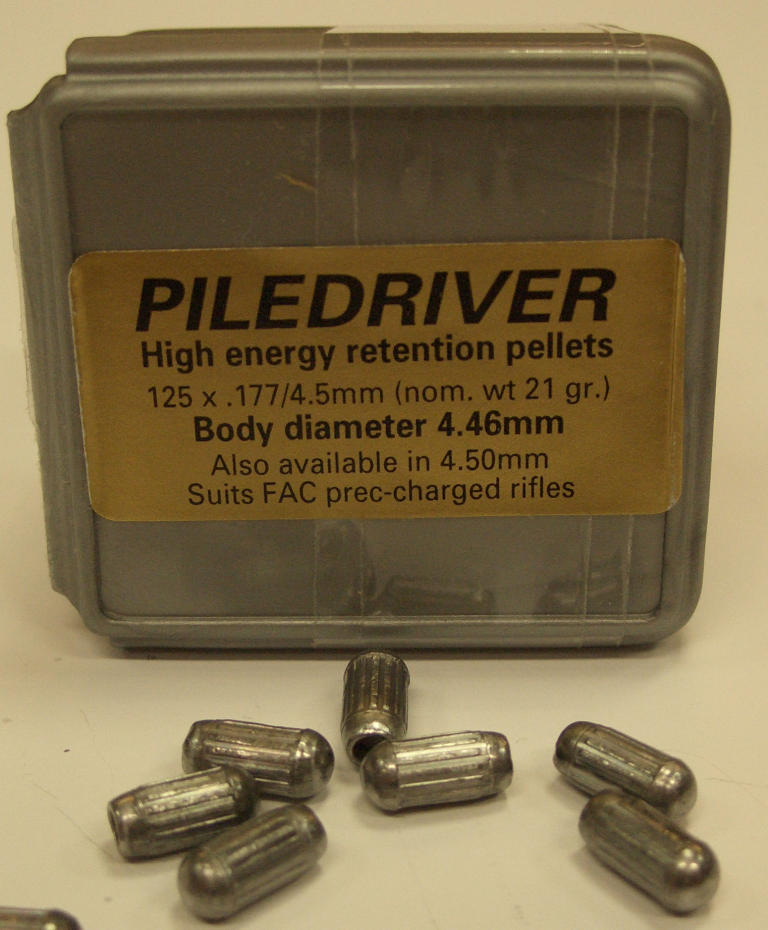 PILEDRIVER
High energy retention pellets
125 x .177/4.5mm (nom. wt 21 gr.)
Body diameter 4.46mm
Also available in 4.50mm
Suits FAC prec-charged rifles